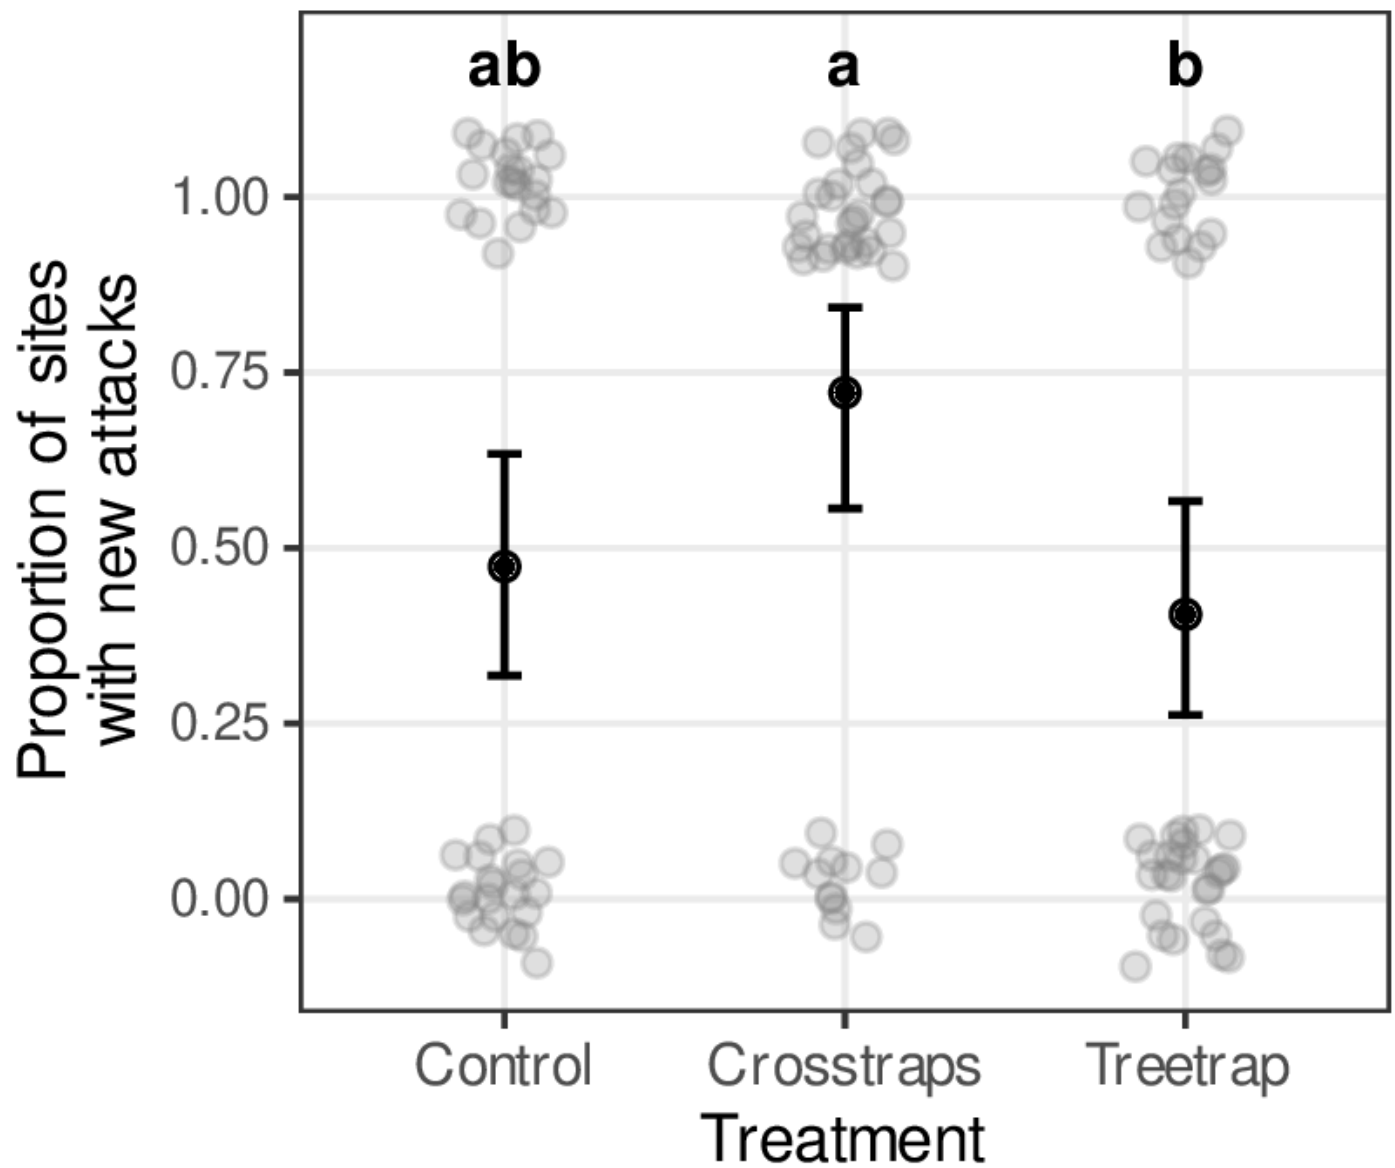 ab a b
1.00
0.75
0.50
0.25
0.00
Proportion of sites
with new attacks
Control Crosstraps Treetrap
Treatment